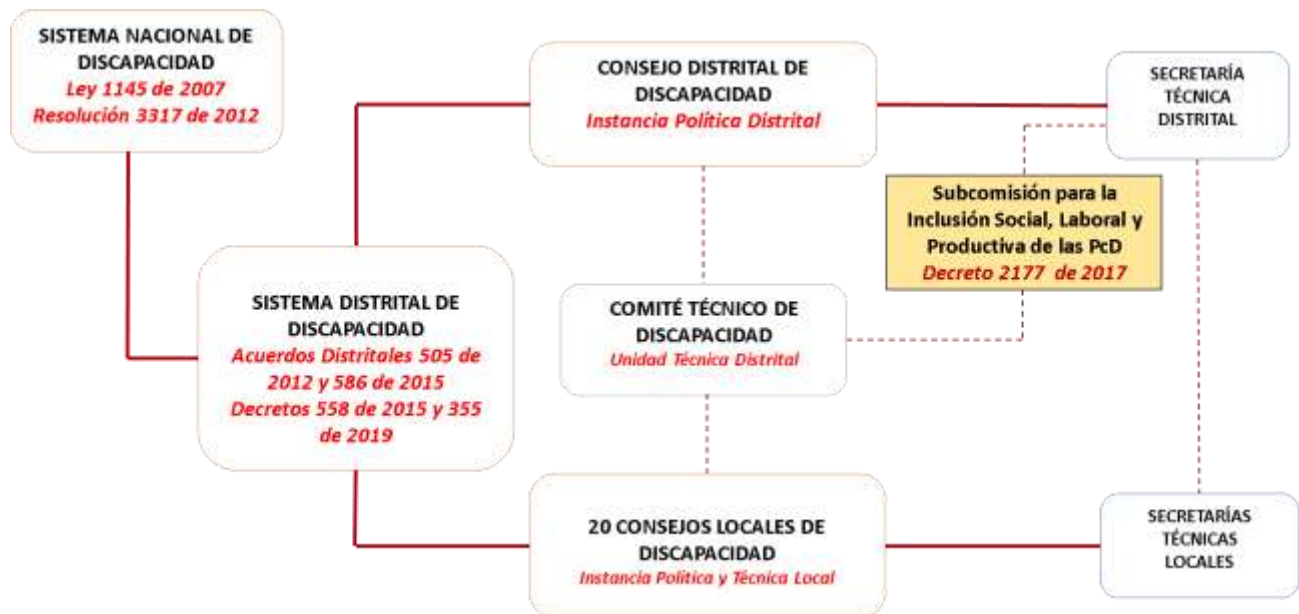 SISTEMA NACIONAL DE
DISCAPACIDAD
Ley 1145 de 2007
Resolución 3317 de 2012
CONSEJO DISTRITAL DE
DISCAPACIDAD
Instancia Política Distrital
SECRETARÍA
TÉCNICA
DISTRITAL
Subcomisión para la
Inclusión Social, Laboral y
Productiva de las PcD
Decreto 2177 de 2017
SISTEMA DISTRITAL DE
DISCAPACIDAD
Acuerdos Distritales 505 de
2012 y 586 de 2015
Decretos 558 de 2015 y 355
de 2019
COMITÉ TÉCNICO DE
DISCAPACIDAD
Unidad Técnica Distrital
20 CONSEJOS LOCALES DE
DISCAPACIDAD
Instancia Política y Técnica Local
SECRETARÍAS
TÉCNICAS
LOCALES